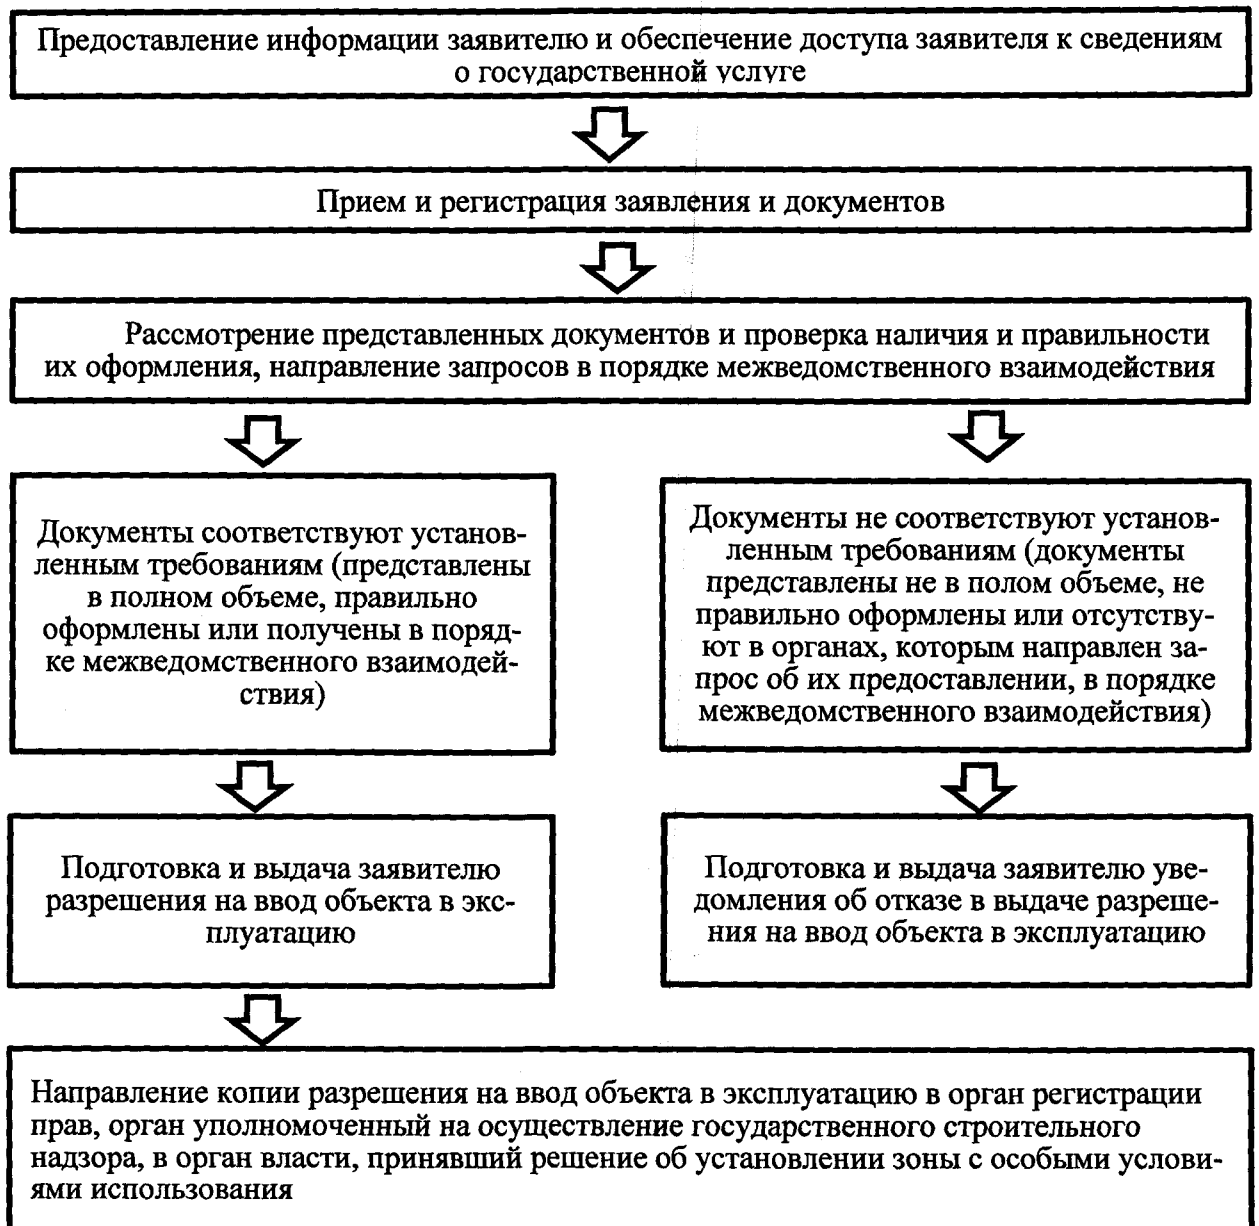 Предоставление информации заявителю и обеспечение доступа заявителя к сведениям
о государственной услуге
Прием и регистрация заявления и документов
Рассмотрение представленных документов и проверка наличия и правильности
их оформления, направление запросов в порядке межведомственного взаимодействия
Документы соответствуют установ-
ленным требованиям (представлены
в полном объеме, правильно
оформлены или получены в поряд-
ке межведомственного взаимодей-
ствия)
Документы не соответствуют установ-
ленным требованиям (документы
представлены не в полом объеме, не
правильно оформлены или отсутству-
ют в органах, которым направлен за-
прос об их предоставлении, в порядке
межведомственного взаимодействия)
Подготовка и выдача заявителю
разрешения на ввод объекта в экс-
плуатацию
Подготовка и выдача заявителю уве-
домления об отказе в выдаче разреше-
ния на ввод объекта в эксплуатацию
Направление копии разрешения на ввод объекта в эксплуатацию в орган регистрации
прав, орган уполномоченный на осуществление государственного строительного
надзора, в орган власти, принявший решение об установлении зоны с особыми услови-
ями использования